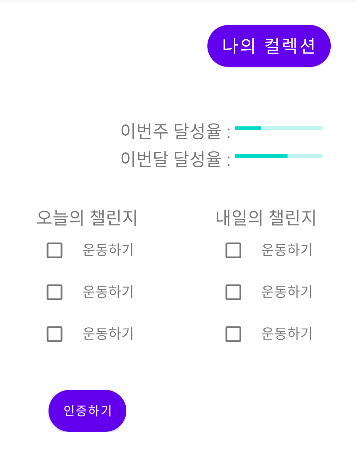 나의 컬렉션
이번주 달성율 :
이번달 달성율 :
오늘의 챌린지 내일의 챌린지
운동하기 운동하기
운동하기 운동하기
운동하기 운동하기
인증하기